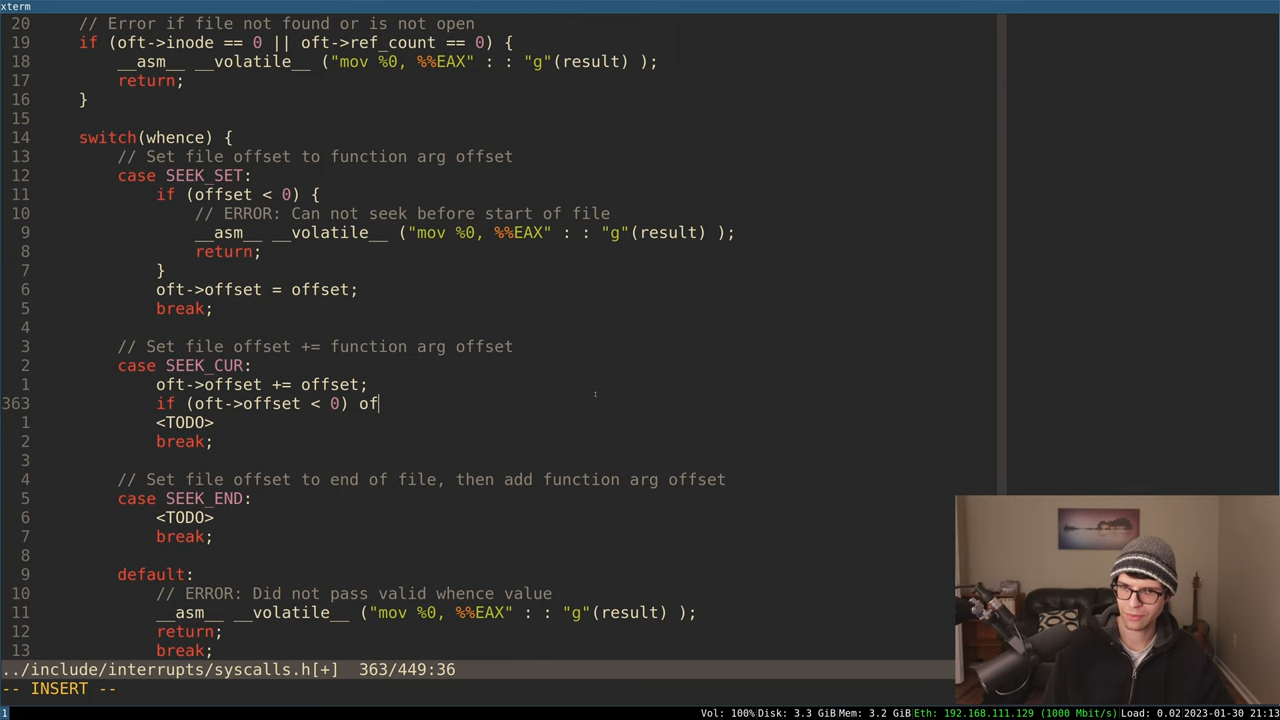 xterm
20 // Error if file not found or is not open
19 if (oft->inode == 0 || oft->ref_count == 0) {
18 __asm__ __volatile__ ("mov %0, %%EAX" : : "g"(result) );
17 return;
16 }
15
14 switch(whence) {
13 // Set file offset to function arg offset
12 case SEEK_SET:
11 if (offset < 0) {
10 // ERROR: Can not seek before start of file
9 __asm__ __volatile__ ("mov %0, %%EAX" : : "g"(result) );
8 return;
7 }
6 oft->offset = offset;
5 break;
4
3 // Set file offset += function arg offset
2 case SEEK_CUR:
1 oft->offset += offset;
363 if (oft->offset < 0) of
1 <TODO>
2 break;
3
4 // Set file offset to end of file, then add function arg offset
5 case SEEK_END:
6 <TODO>
7 break;
8
9 default:
10 // ERROR: Did not pass valid whence value
11 __asm__ __volatile__ ("mov %0, %%EAX" : : "g"(result) );
12 return;
13 break;
../include/interrupts/syscalls.h[+] 363/449:36
-- INSERT --
1 Vol: 100% Disk: 3.3 GiB Mem: 3.2 GiB Eth: 192.168.111.129 (1000 Mbit/s) Load: 0.02 2023-01-30 21:13